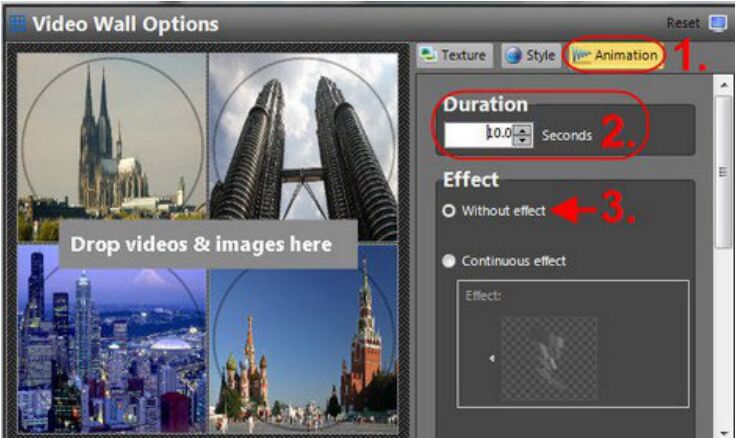 Video Wall Options
Reset
Texture
Style
Animation
1.
Duration
10.0
Seconds
2.
Effect
Without effect
3.
Drop videos & images here
Continuous effect
Effect: